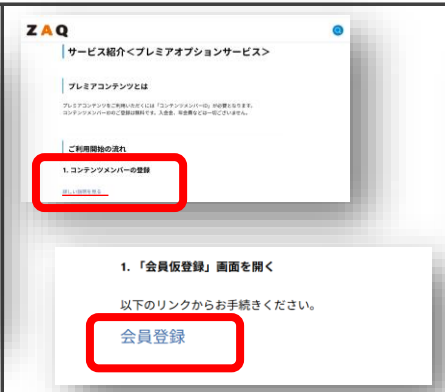 ZAQ
サービス紹介＜プレミアオプションサービス＞
プレミアコンテンツとは
プレミアコンテンツをご利用いただくには「コンテンツメンバーID」が必要となります。
コンテンツメンバーIDのご登録は無料です。入会金、年会費などは一切ございません。
ご利用開始の流れ
1. コンテンツメンバーの登録
詳しい説明を見る
1. 「会員仮登録」画面を開く
以下のリンクからお手続きください。
会員登録